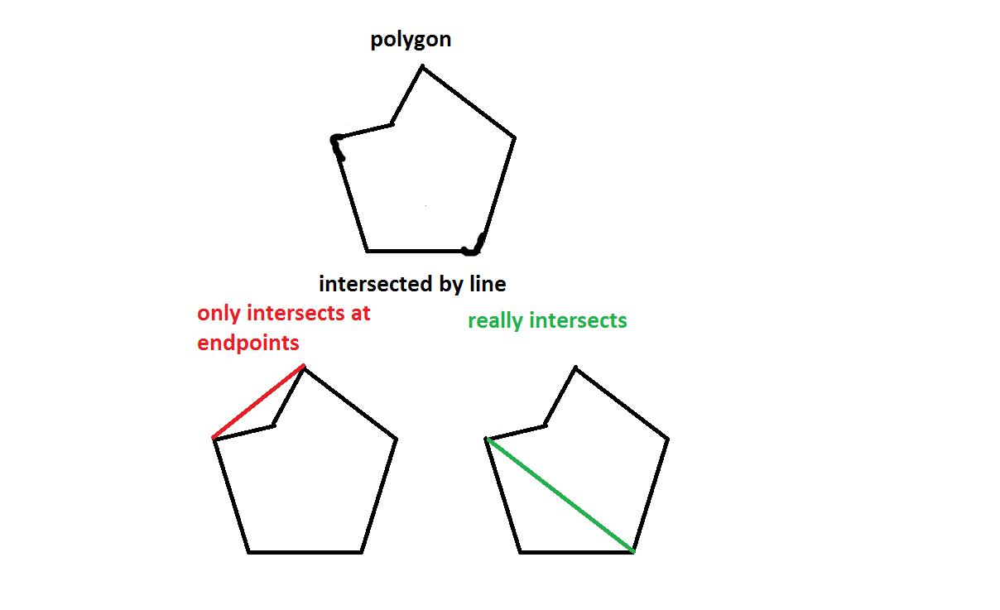 polygon
intersected by line
only intersects at
endpoints
really intersects